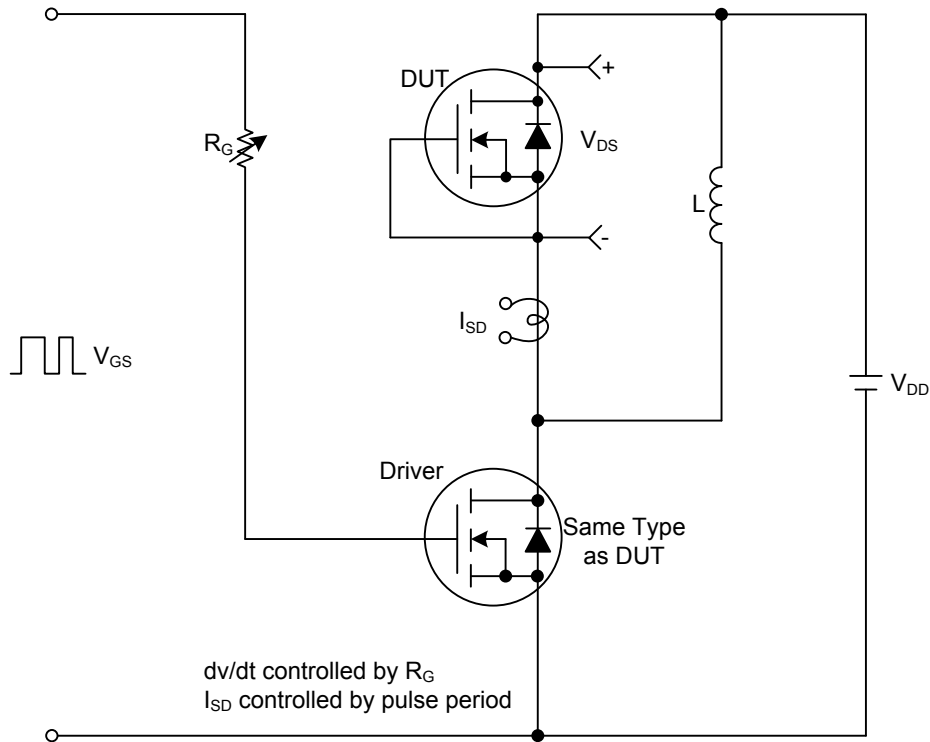 DUT
+
R_G
V_DS
L
-
I_SD
V_GS
V_DD
Driver
Same Type
as DUT
dv/dt controlled by R_G
I_SD controlled by pulse period